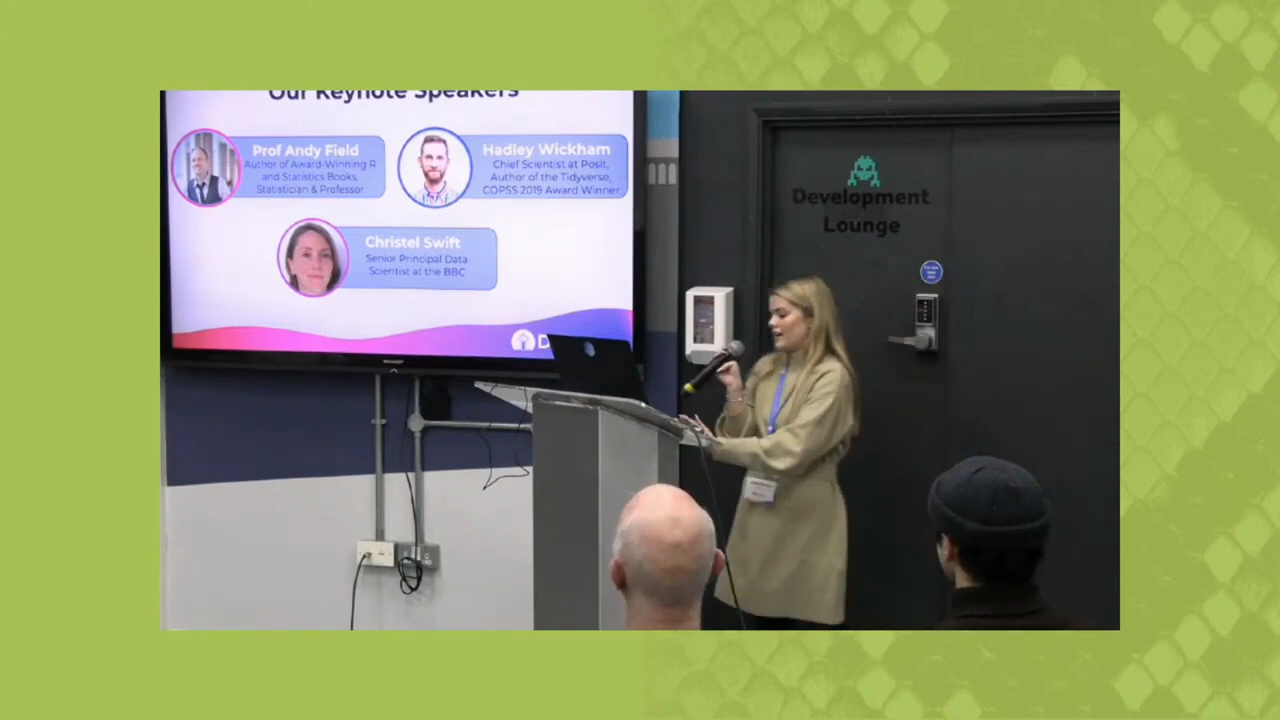 Our Keynote Speakers
Prof Andy Field
Author of Award-Winning R
and Statistics Books,
Statistician & Professor
Hadley Wickham
Chief Scientist at Posit,
Author of the Tidyverse,
COPSS 2019 Award Winner
Christel Swift
Senior Principal Data
Scientist at the BBC
D
SHARP
Development
Lounge